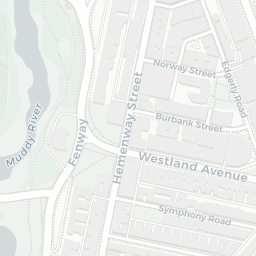 Norway Street
Edgerly Road
Hemenway Street
Muddy River
Burbank Street
Fenway
Westland Avenue
Symphony Road